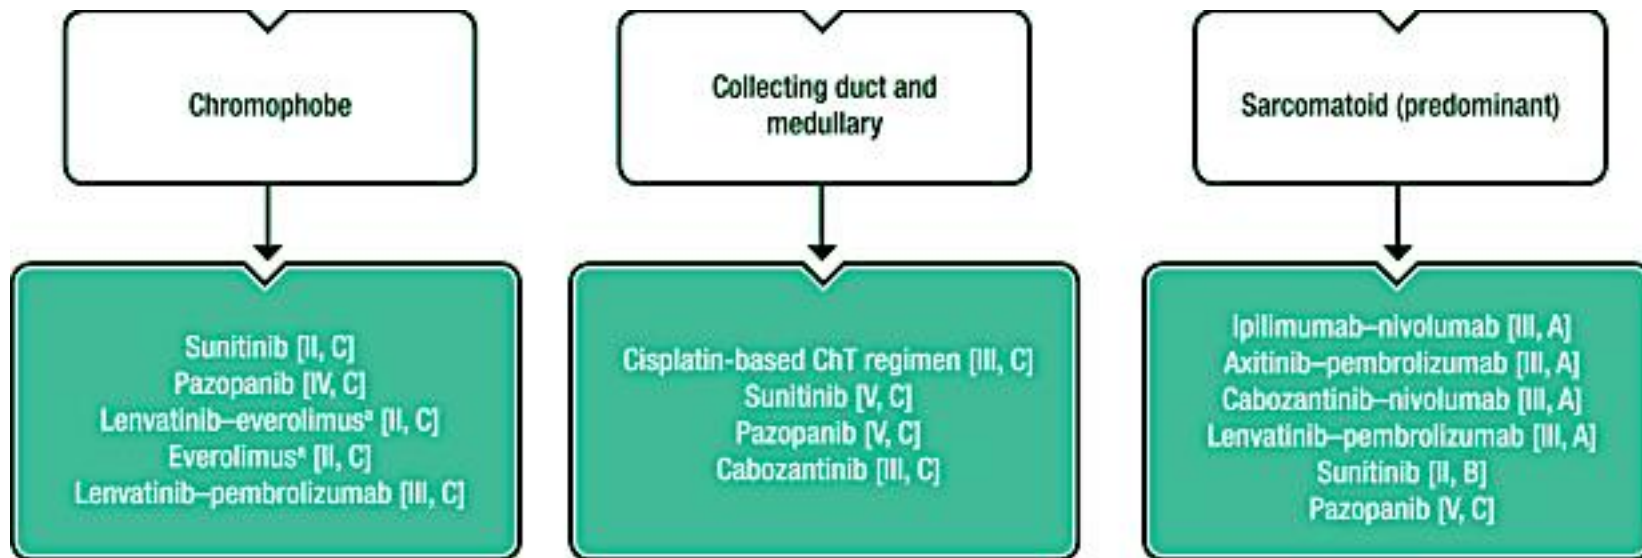 Chromophobe
Sunitinib [II, C]
Pazopanib [IV, C]
Lenvatinib–everolimusᵃ [II, C]
Everolimusᵃ [II, C]
Lenvatinib–pembrolizumab [III, C]
Collecting duct and
medullary
Cisplatin-based ChT regimen [III, C]
Sunitinib [V, C]
Pazopanib [V, C]
Cabozantinib [III, C]
Sarcomatoid (predominant)
Ipilimumab–nivolumab [III, A]
Axitinib–pembrolizumab [III, A]
Cabozantinib–nivolumab [III, A]
Lenvatinib–pembrolizumab [III, A]
Sunitinib [II, B]
Pazopanib [V, C]